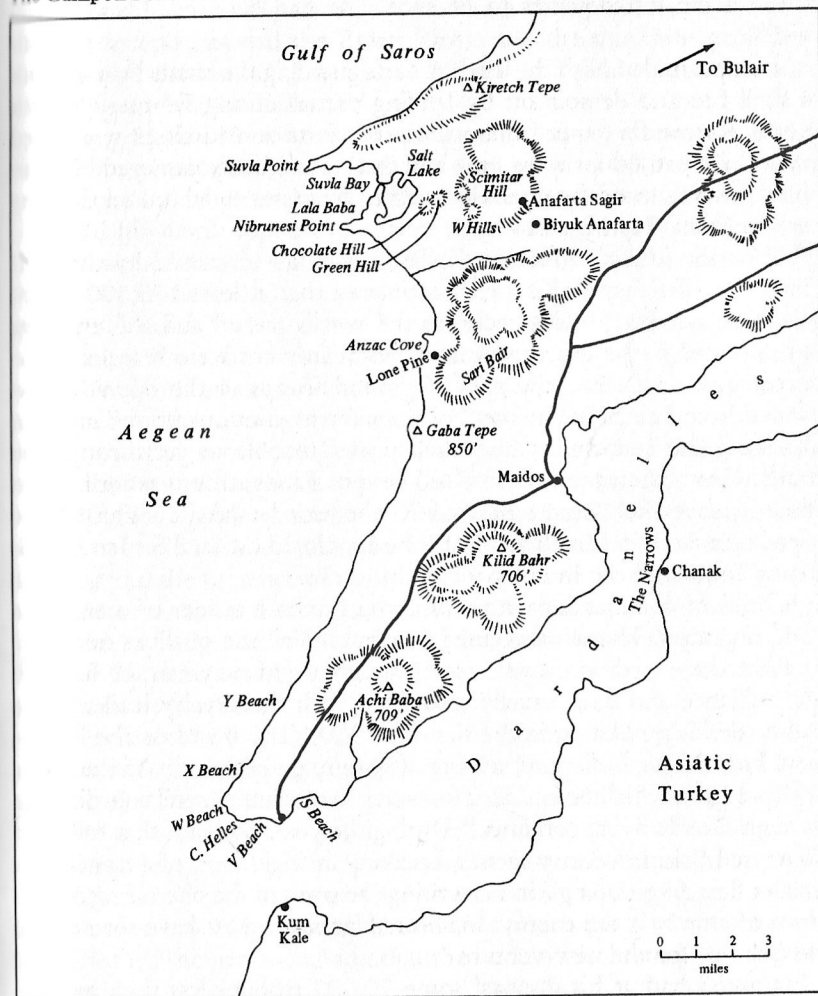 Gulf of Saros
To Bulair
Kiretch Tepe
Suvla Point
Salt
Lake
Suvla Bay
Scimitar
Hill
Lala Baba
Anafarta Sagir
Nibrunesi Point
W Hills
Biyuk Anafarta
Chocolate Hill
Green Hill
Anzac Cove
Lone Pine
Sari Bair
Gaba Tepe
850'
Aegean
Sea
Maidos
Dardanelles
The Narrows
Kilid Bahr
706'
Chanak
Y Beach
Achi Baba
709'
X Beach
Asiatic
Turkey
W Beach
C. Helles
V Beach
S Beach
Kum
Kale
0 1 2 3
miles